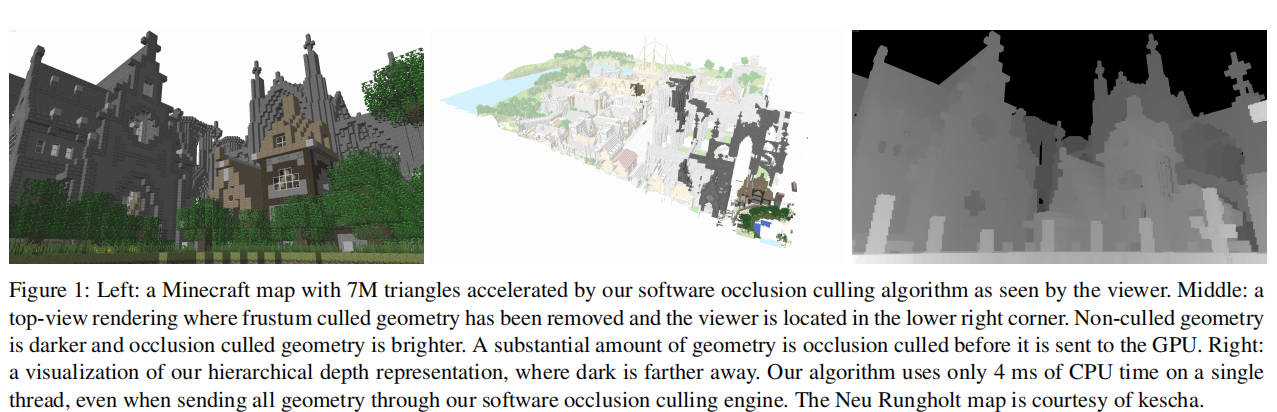 Figure 1: Left: a Minecraft map with 7M triangles accelerated by our software occlusion culling algorithm as seen by the viewer. Middle: a
top-view rendering where frustum culled geometry has been removed and the viewer is located in the lower right corner. Non-culled geometry
is darker and occlusion culled geometry is brighter. A substantial amount of geometry is occlusion culled before it is sent to the GPU. Right:
a visualization of our hierarchical depth representation, where dark is farther away. Our algorithm uses only 4 ms of CPU time on a single
thread, even when sending all geometry through our software occlusion culling engine. The Neu Rungholt map is courtesy of kescha.